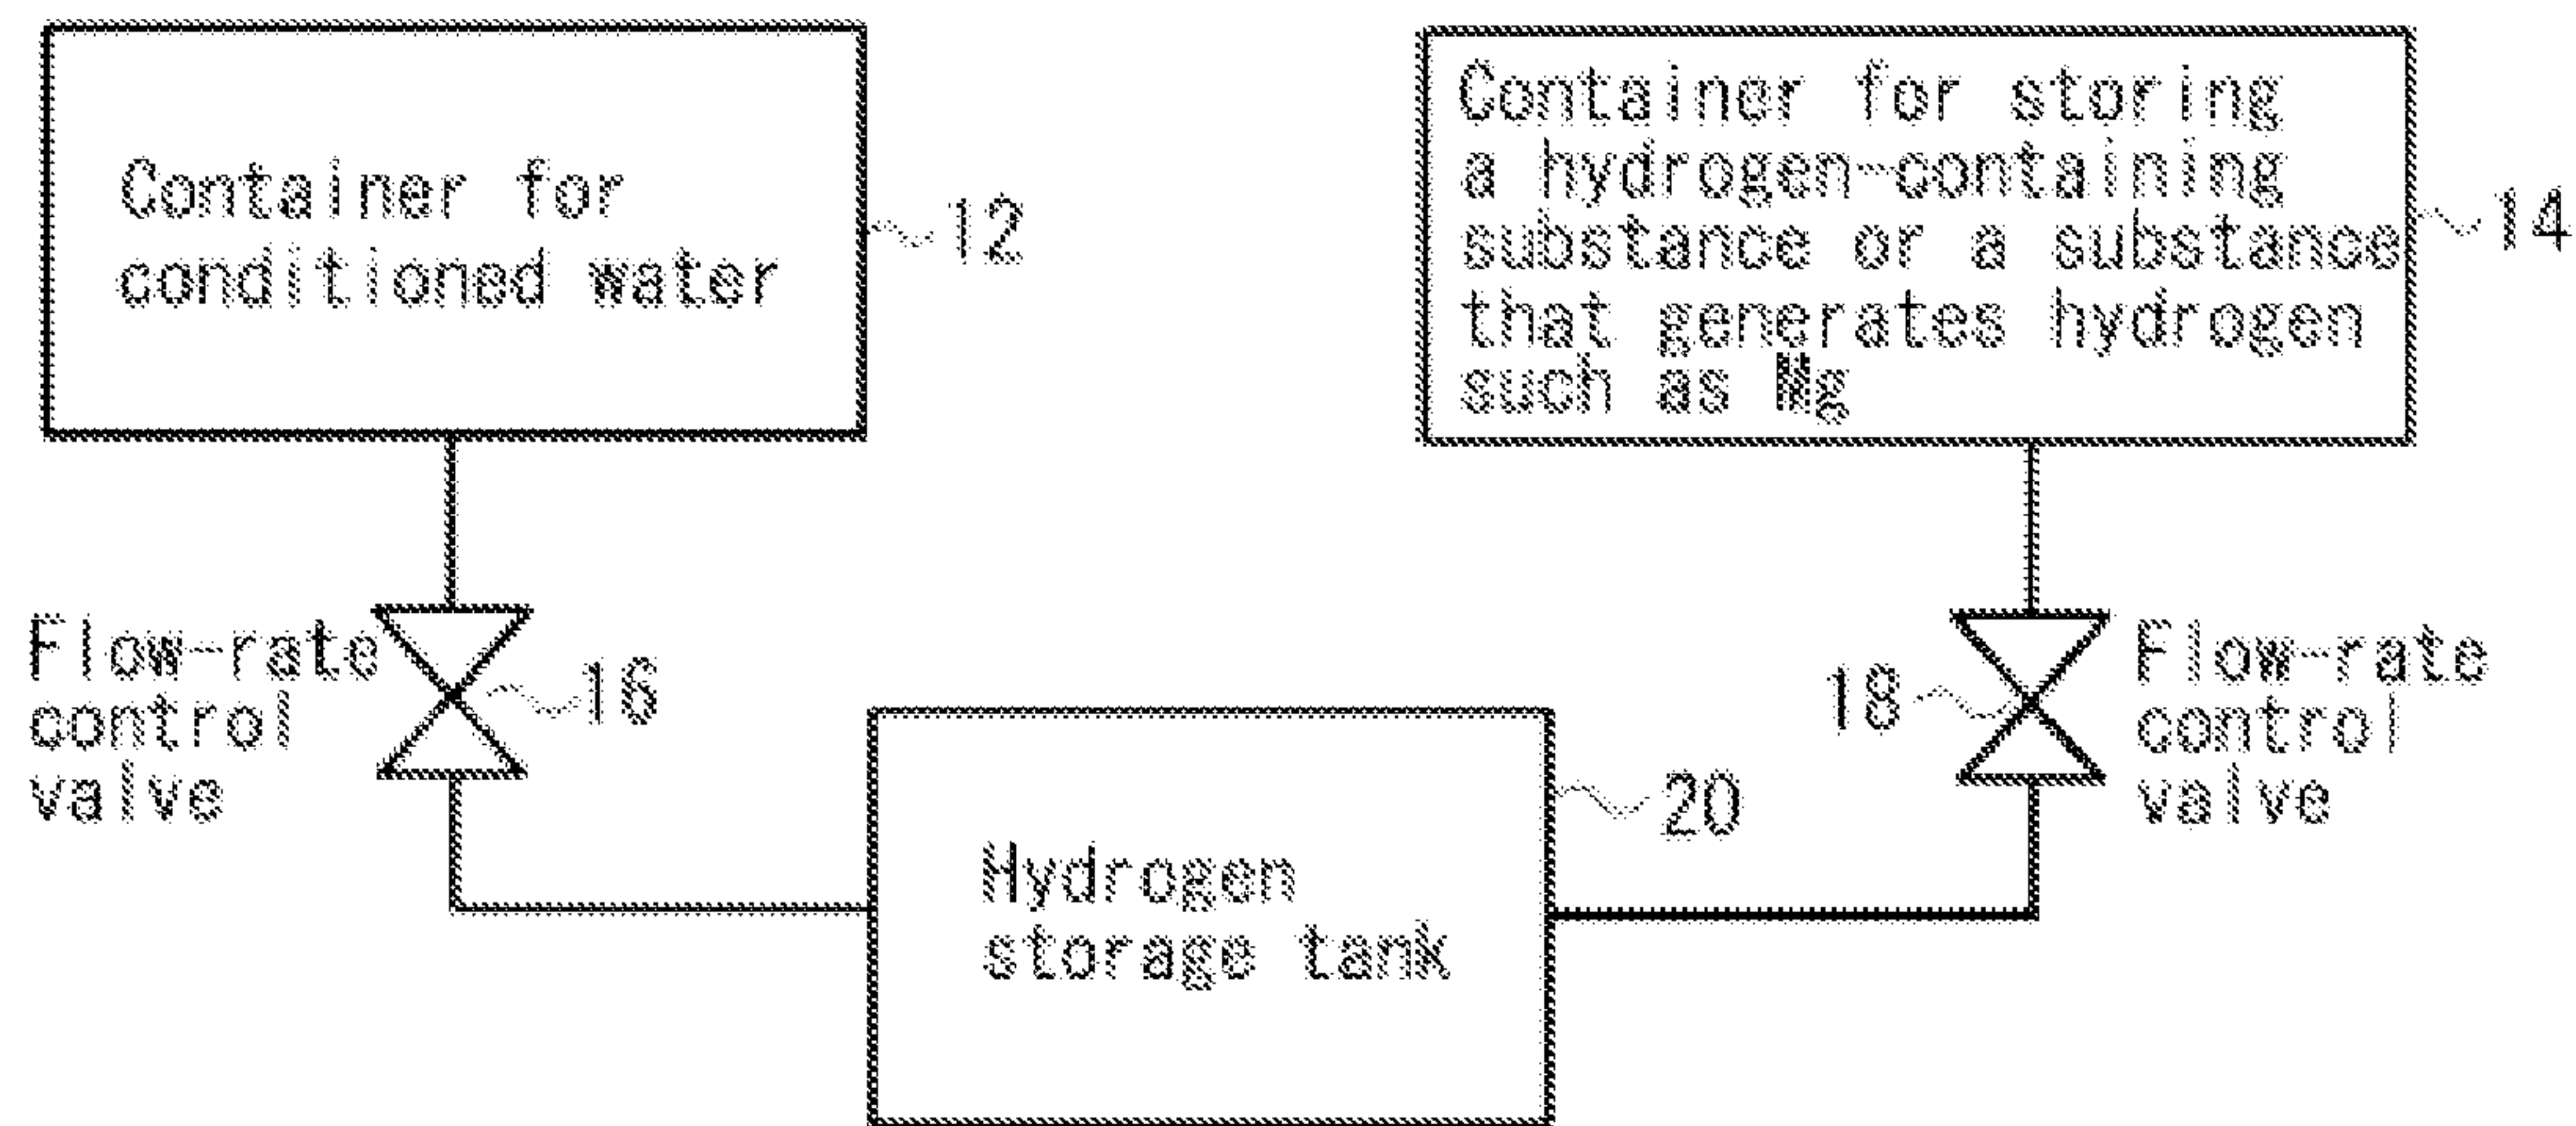 Container for
conditioned water
12
Container for storing
a hydrogen-containing
substance or a substance
that generates hydrogen
such as Mg
14
Flow-rate
control
valve
16
18
Flow-rate
control
valve
20
Hydrogen
storage tank